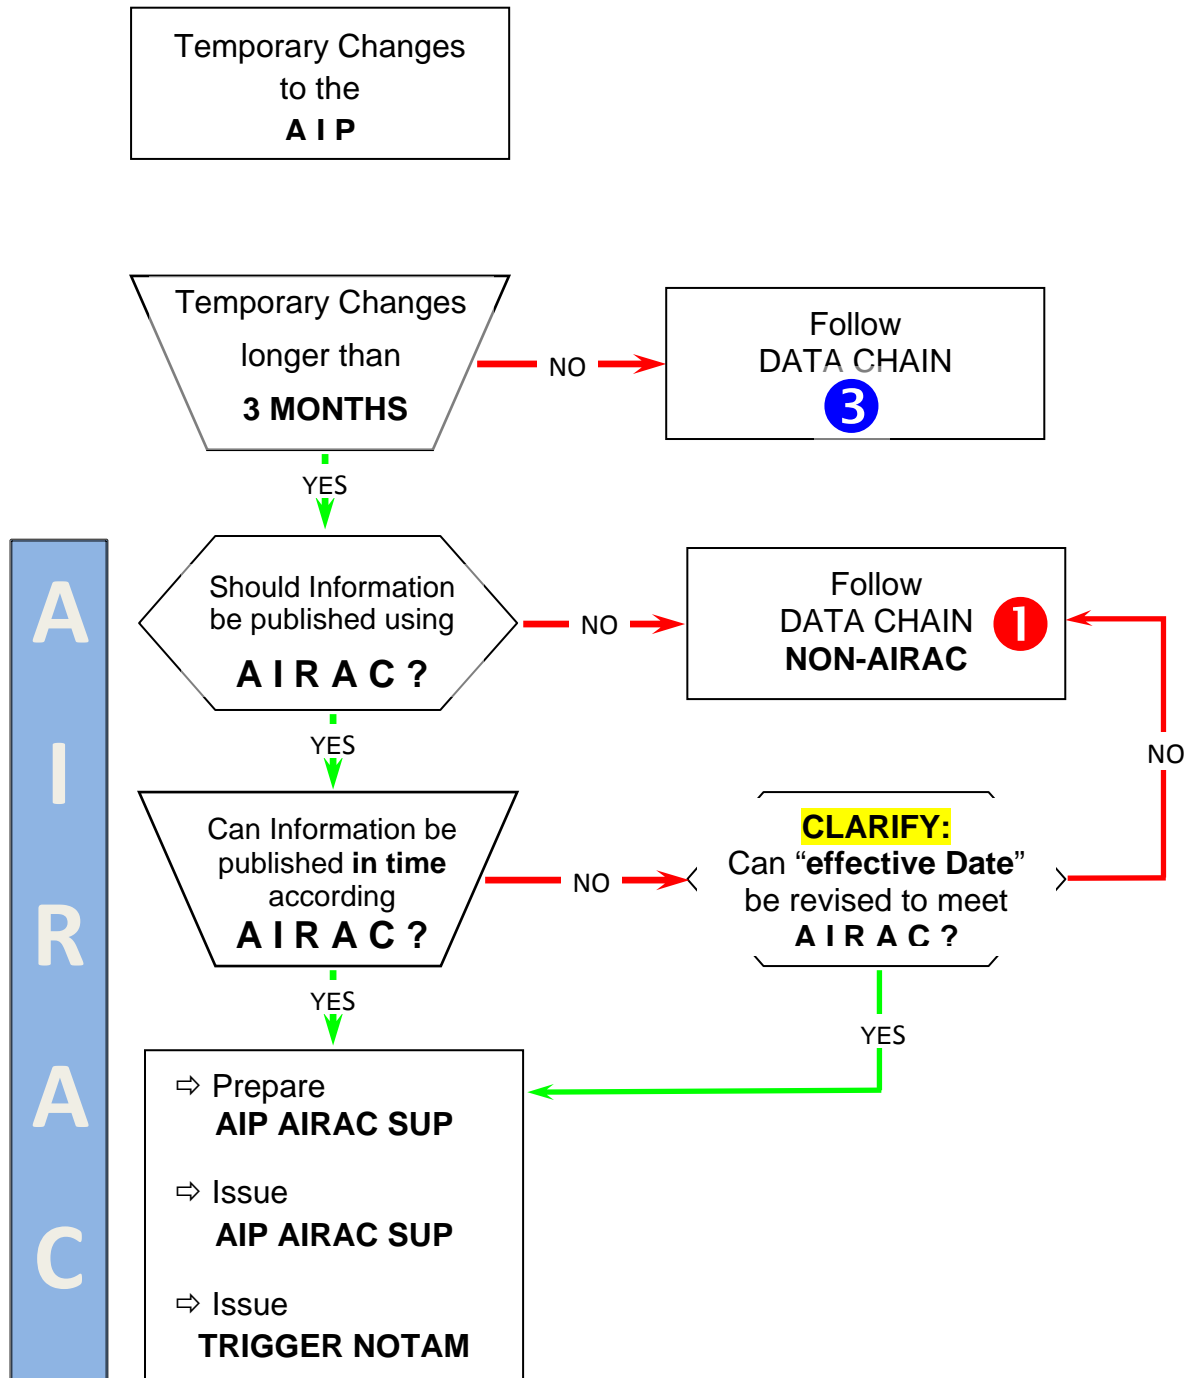 Temporary Changes
to the
A I P
Temporary Changes
longer than
3 MONTHS
NO
Follow
DATA CHAIN
3
YES
Should Information
be published using
A I R A C ?
NO
Follow
DATA CHAIN
NON-AIRAC
1
YES
NO
Can Information be
published in time
according
A I R A C ?
NO
CLARIFY:
Can “effective Date”
be revised to meet
A I R A C ?
YES
YES
⇨ Prepare
AIP AIRAC SUP
⇨ Issue
AIP AIRAC SUP
⇨ Issue
TRIGGER NOTAM
A
I
R
A
C